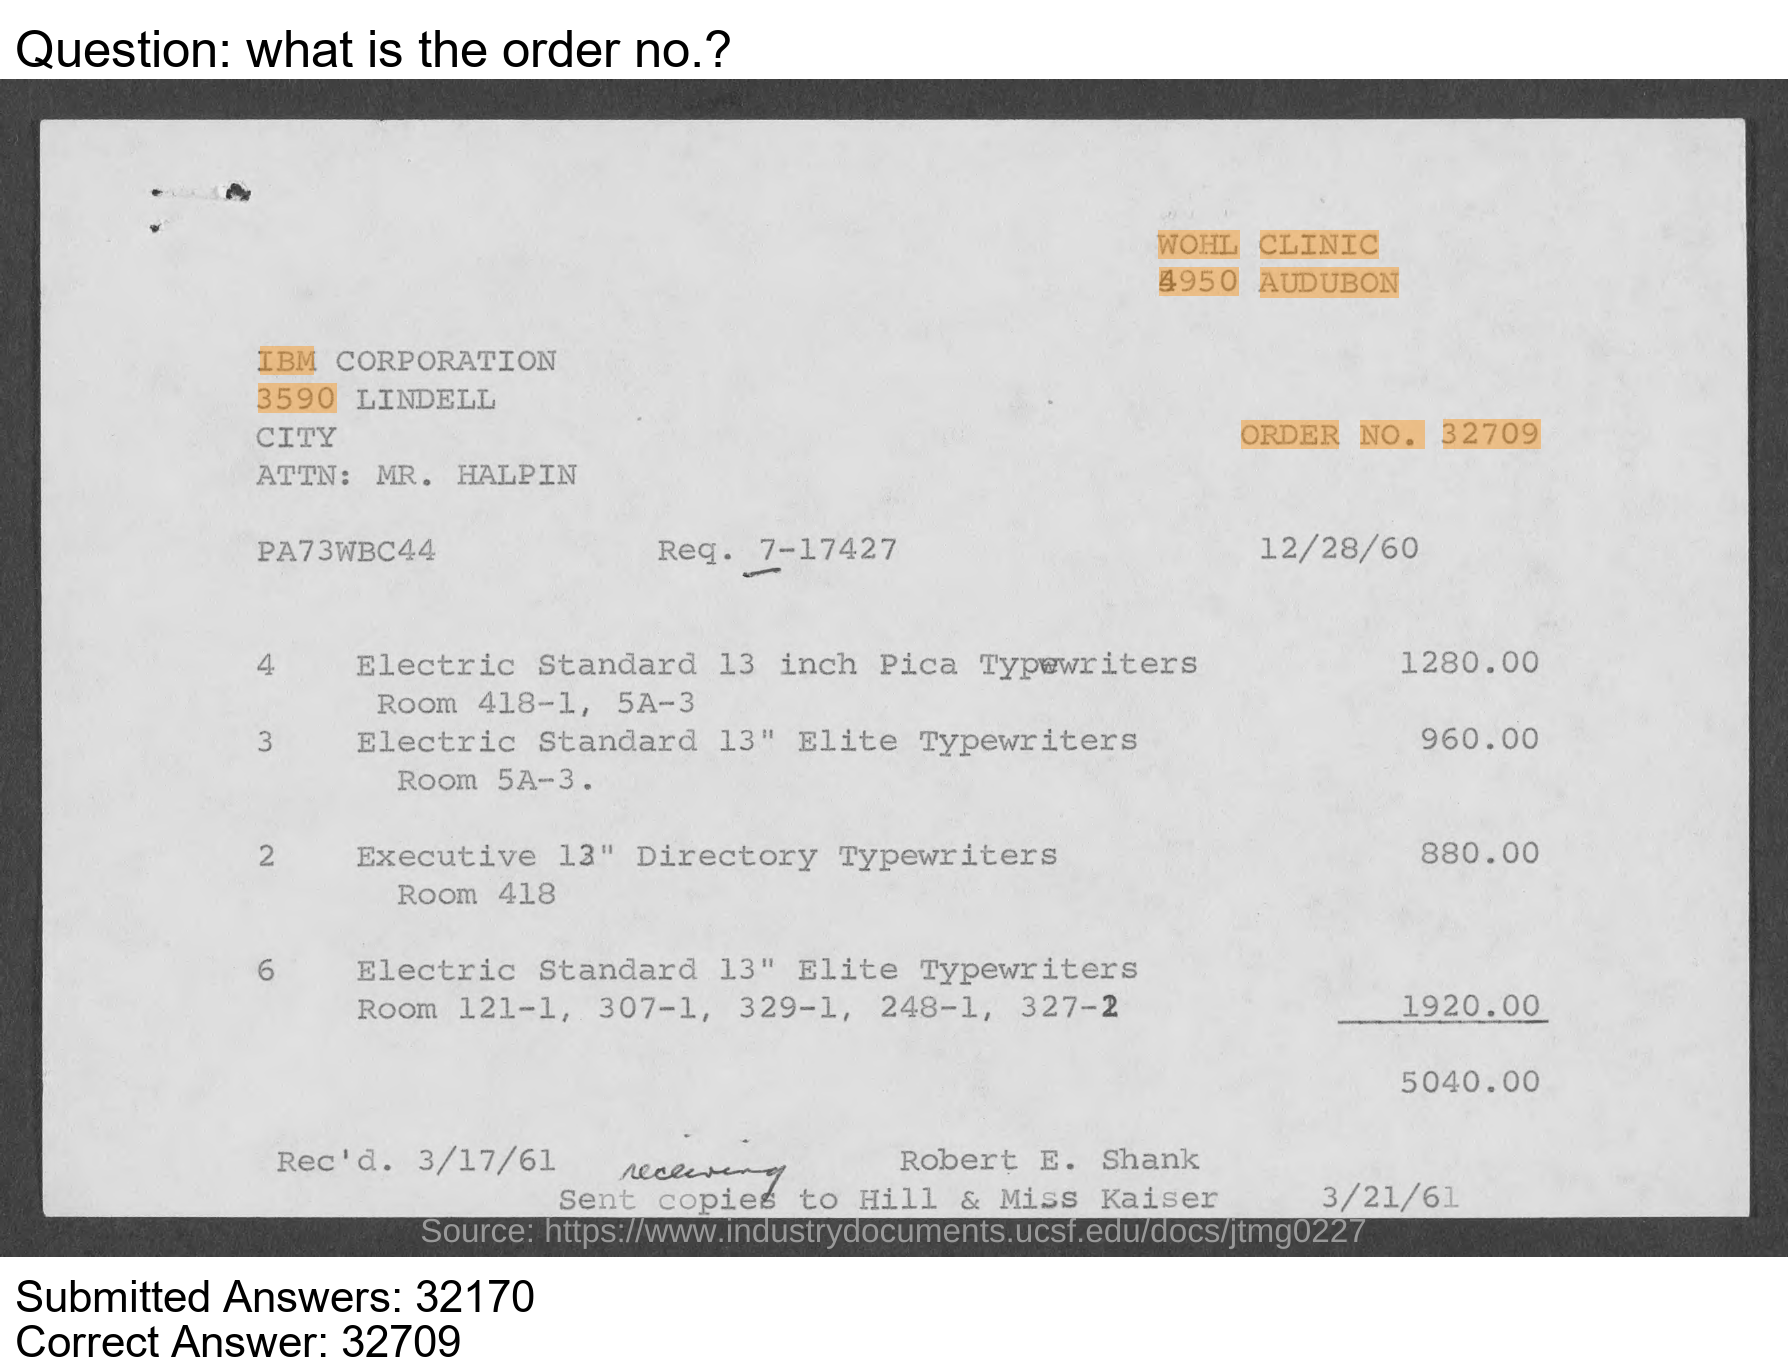 Question: what is the order no.?
WOHL CLINIC
4950 AUDUBON
IBM CORPORATION
3590 LINDELL
CITY
ORDER NO. 32709
ATTN: MR. HALPIN
PA73WBC44 Req. 7-17427 12/28/60
4 Electric Standard 13 inch Pica Typewriters 1280.00
Room 418-1, 5A-3
3 Electric Standard 13" Elite Typewriters 960.00
Room 5A-3.
2 Executive 13" Directory Typewriters 880.00
Room 418
6 Electric Standard 13" Elite Typewriters
Room 121-1, 307-1, 329-1, 248-1, 327-2 1920.00
5040.00
Rec'd. 3/17/61 receiving Robert E. Shank
Sent copies to Hill & Miss Kaiser 3/21/61
Source: https://www.industrydocuments.ucsf.edu/docs/jtmg0227
Submitted Answers: 32170
Correct Answer: 32709